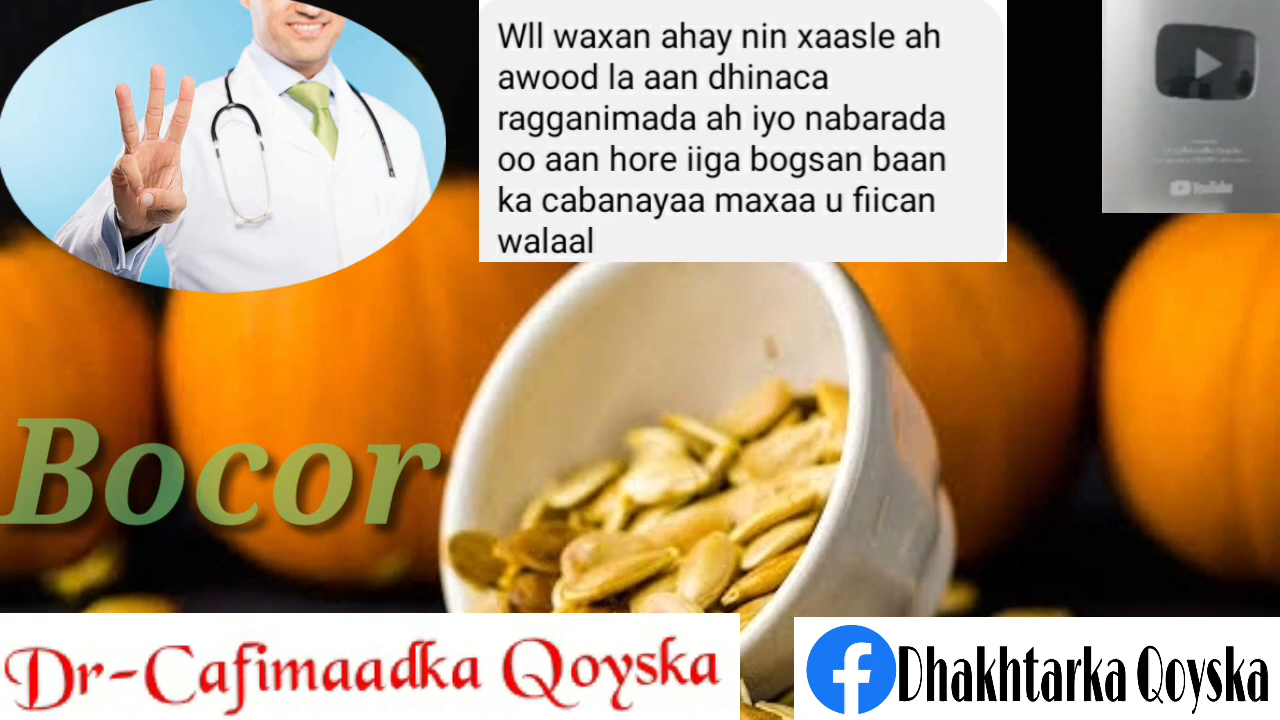 Wll waxan ahay nin xaasle ah
awood la aan dhinaca
ragganimada ah iyo nabarada
oo aan hore iiga bogsan baan
ka cabanayaa maxaa u fiican
walaal
YouTube
Bocor
Dr-Cafimaadka Qoyska
Dhakhtarka Qoyska